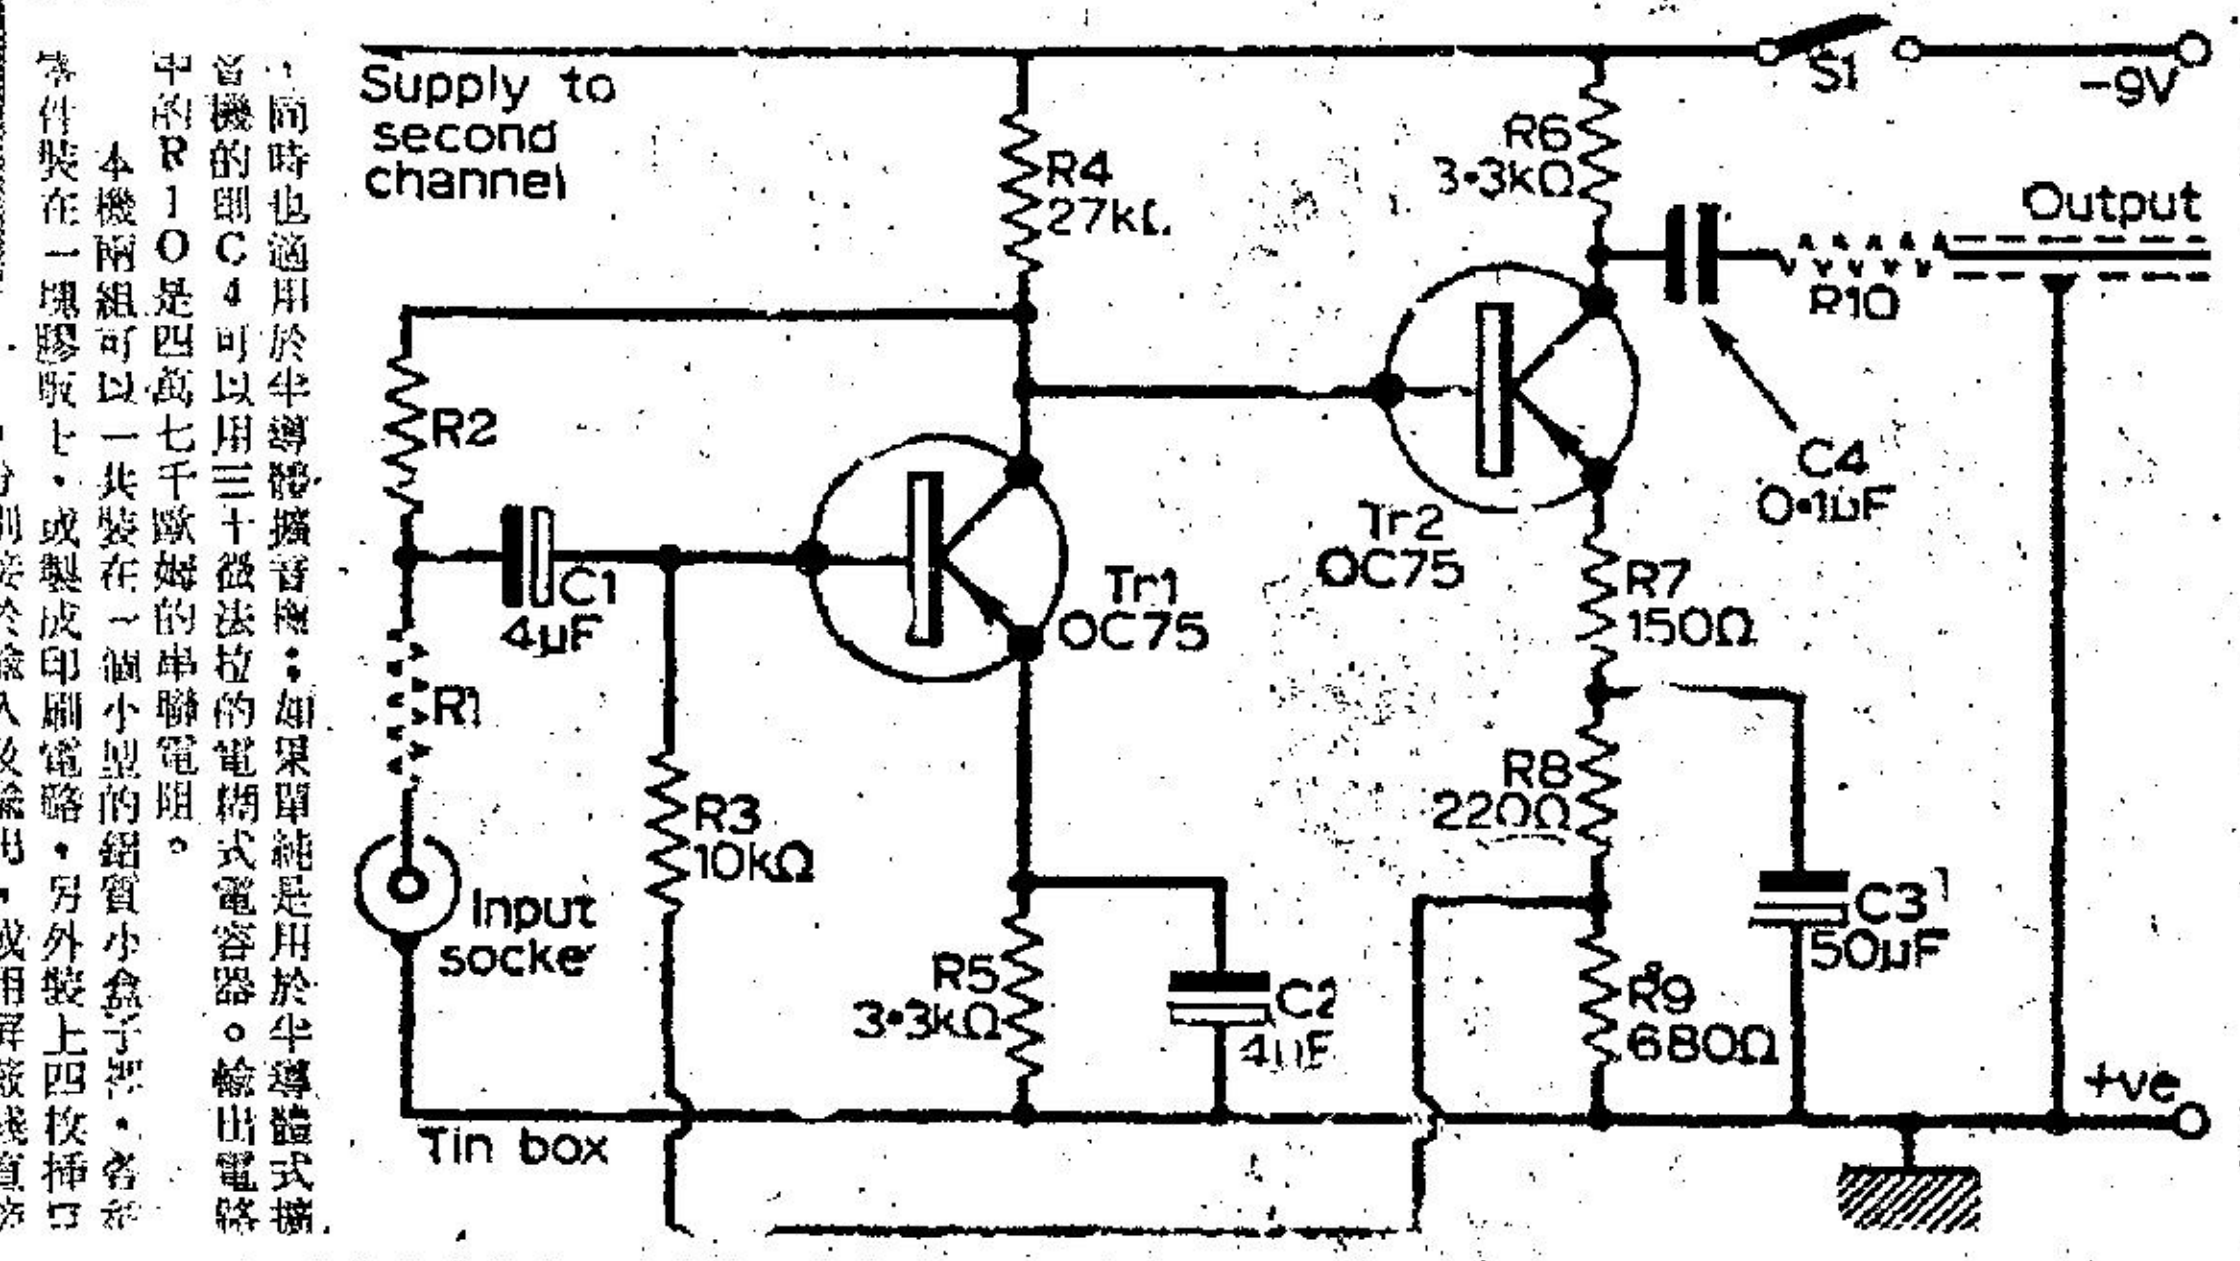 ，同時也適用於半導體擴音機；如果單純是用於半導體式擴
音機的則C4可以用三十微法拉的電糊式電容器。輸出電路
中的R10是四萬七千歐姆的串聯電阻。
本機兩組可以一共裝在一個小型的鋁質小盒子裡，各
零件裝在一塊膠版上，或製成印刷電路，另外裝上四枚插
Supply to
second
channel
S1
-9V
R4
27k
R6
3·3kΩ
Output
R10
C4
0·1µF
R2
C1
4µF
Tr1
OC75
Tr2
OC75
R7
150Ω
R1
R3
10kΩ
R8
220Ω
Input
socke
R5
3·3kΩ
C2
4µF
R9
680Ω
C3
50µF
+ve
Tin box